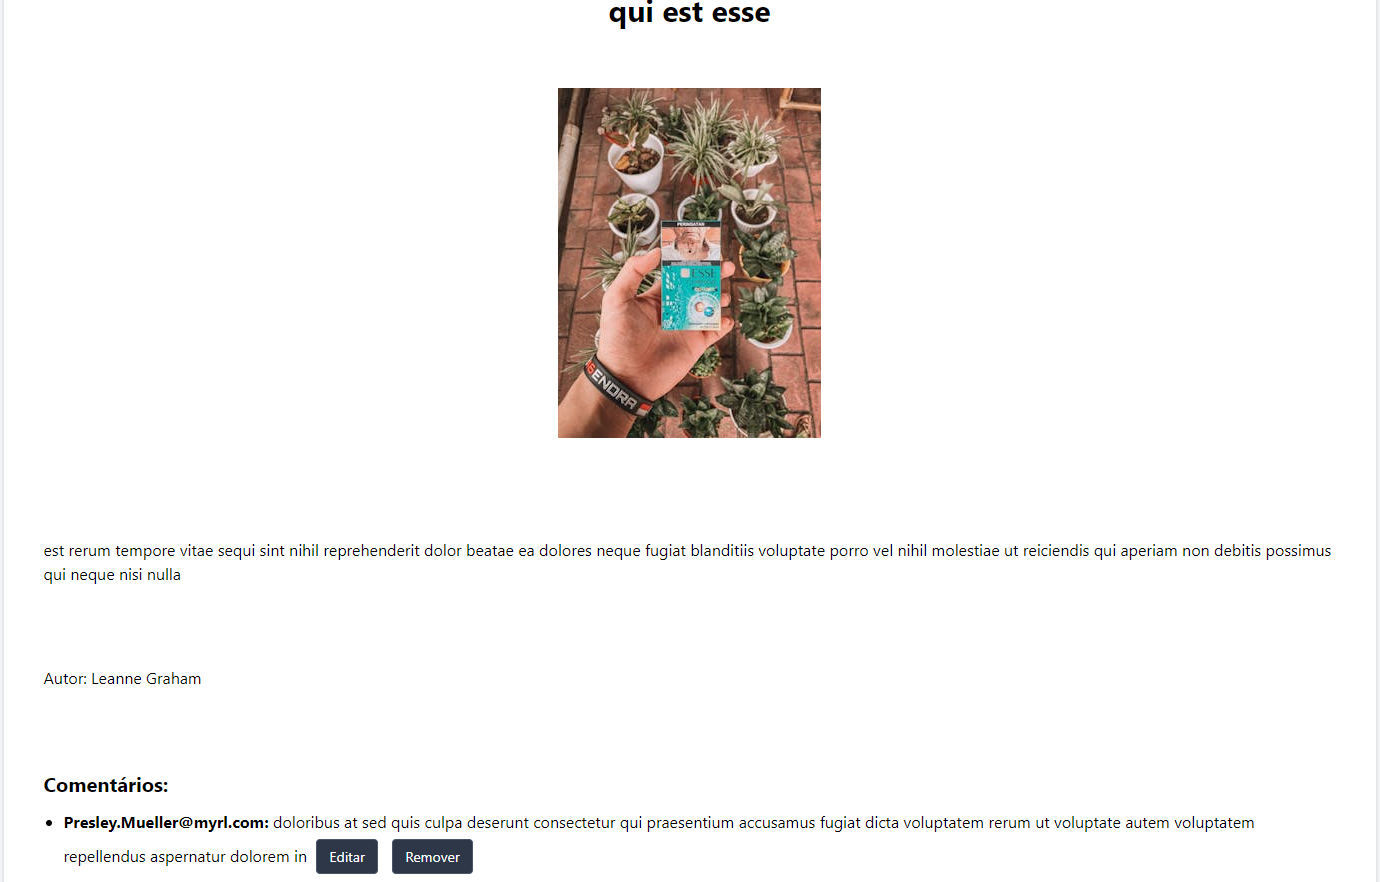 qui est esse
PERINGATAN
ESSE
ENDRA
est rerum tempore vitae sequi sint nihil reprehenderit dolor beatae ea dolores neque fugiat blanditiis voluptate porro vel nihil molestiae ut reiciendis qui aperiam non debitis possimus
qui neque nisi nulla
Autor: Leanne Graham
Comentários:
• Presley.Mueller@myrl.com: doloribus at sed quis culpa deserunt consectetur qui praesentium accusamus fugiat dicta voluptatem rerum ut voluptate autem voluptatem
repellendus aspernatur dolorem in Editar Remover